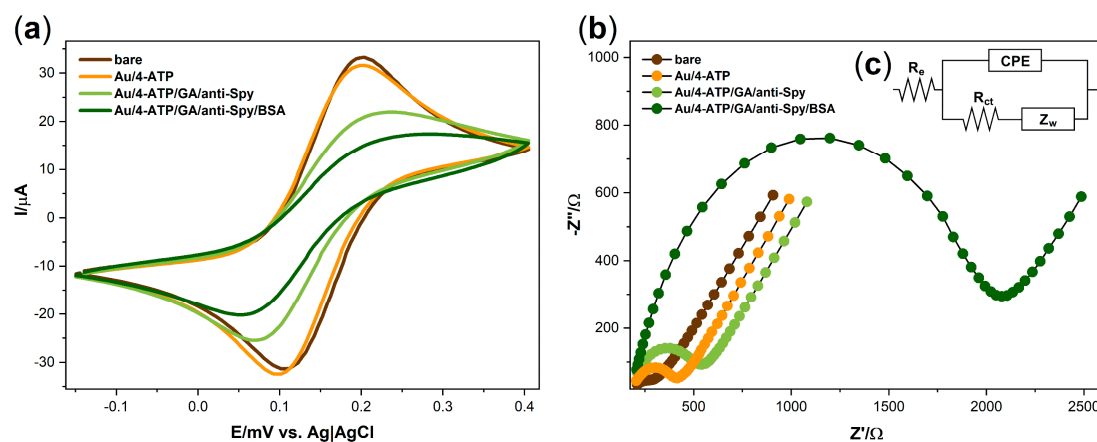 (a)
bare
Au/4-ATP
Au/4-ATP/GA/anti-Spy
Au/4-ATP/GA/anti-Spy/BSA
30
20
10
0
-10
-20
-30
I/µA
-0.1
0.0
0.1
0.2
0.3
0.4
E/mV vs. Ag|AgCl
(b)
bare
Au/4-ATP
Au/4-ATP/GA/anti-Spy
Au/4-ATP/GA/anti-Spy/BSA
1000
800
600
400
200
-Z''/Ω
500
1000
1500
2000
2500
Z'/Ω
(c)
Re
CPE
Rct
Zw